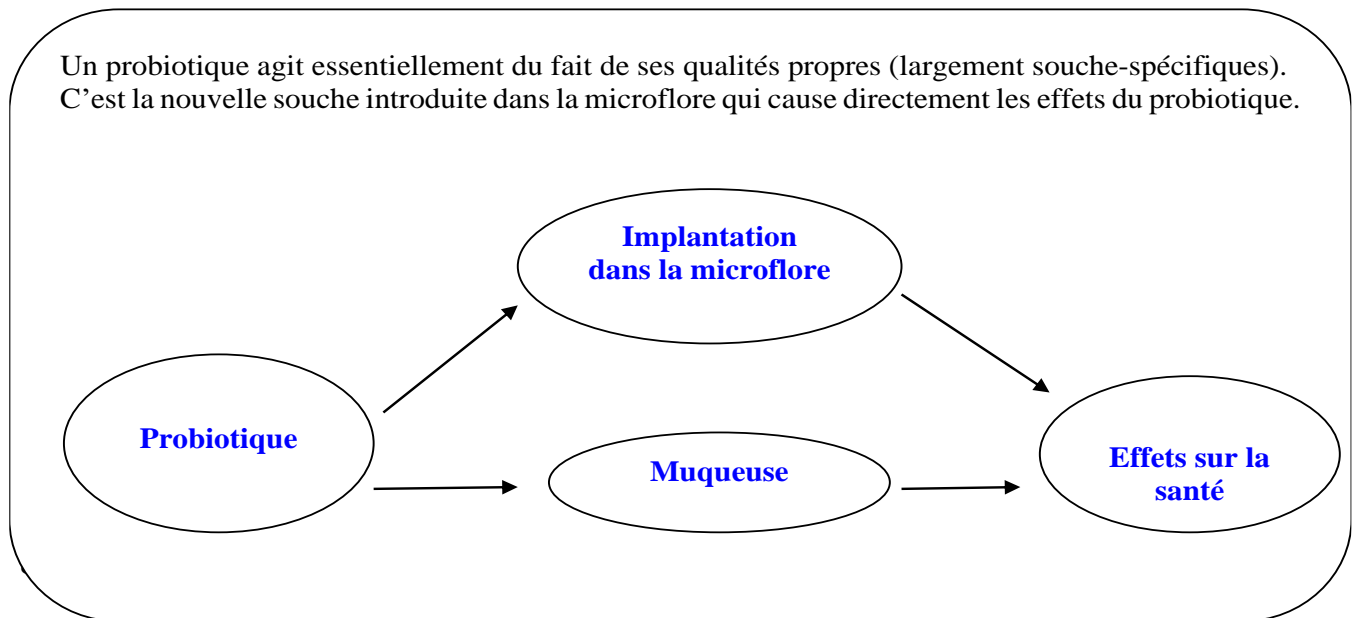 Un probiotique agit essentiellement du fait de ses qualités propres (largement souche-spécifiques).
C’est la nouvelle souche introduite dans la microflore qui cause directement les effets du probiotique.
Implantation
dans la microflore
Probiotique
Muqueuse
Effets sur la
santé